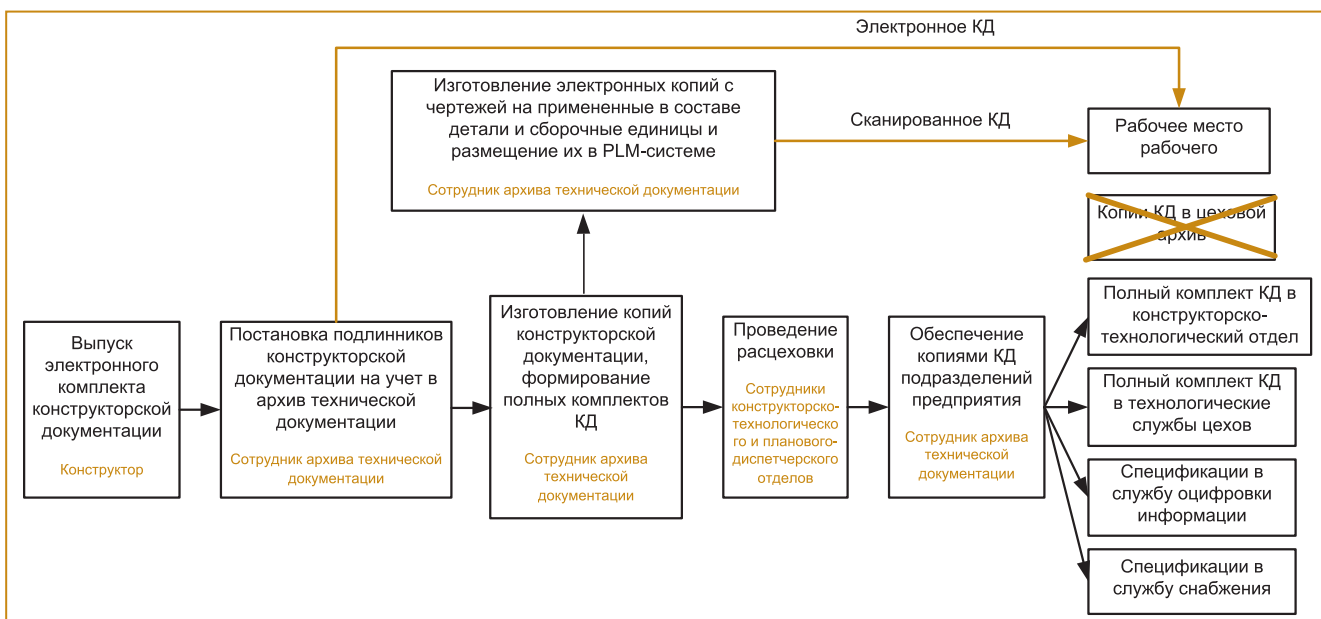 Электронное КД
Изготовление электронных копий с
чертежей на примененные в составе
детали и сборочные единицы и
размещение их в PLM-системе
Сотрудник архива технической документации
Сканированное КД
Рабочее место
рабочего
Копии КД в цеховой
архив
Выпуск
электронного
комплекта
конструкторской
документации
Конструктор
Постановка подлинников
конструкторской
документации на учет в
архив технической
документации
Сотрудник архива технической
документации
Изготовление копий
конструкторской
документации,
формирование
полных комплектов
КД
Сотрудник архива
технической
документации
Проведение
расцеховки
Сотрудники
конструкторско-
технологическо
го и планового-
диспетчерского
отделов
Обеспечение
копиями КД
подразделений
предприятия
Сотрудник архива
технической
документации
Полный комплект КД в
конструкторско-
технологический отдел
Полный комплект КД
в технологические
службы цехов
Спецификации в
службу оцифровки
информации
Спецификации в
службу снабжения